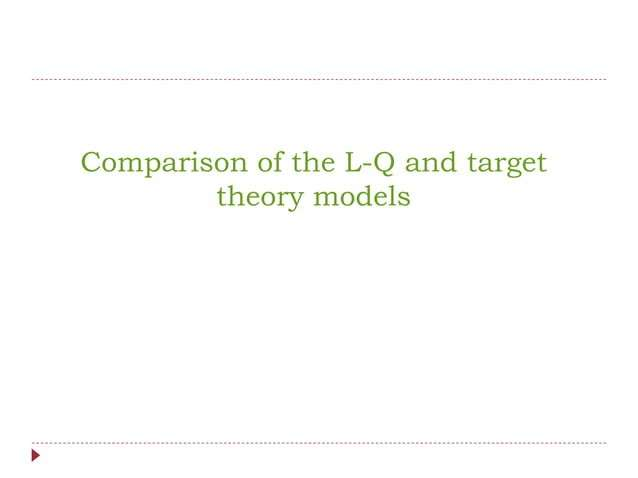 Comparison of the L-Q and target
theory models